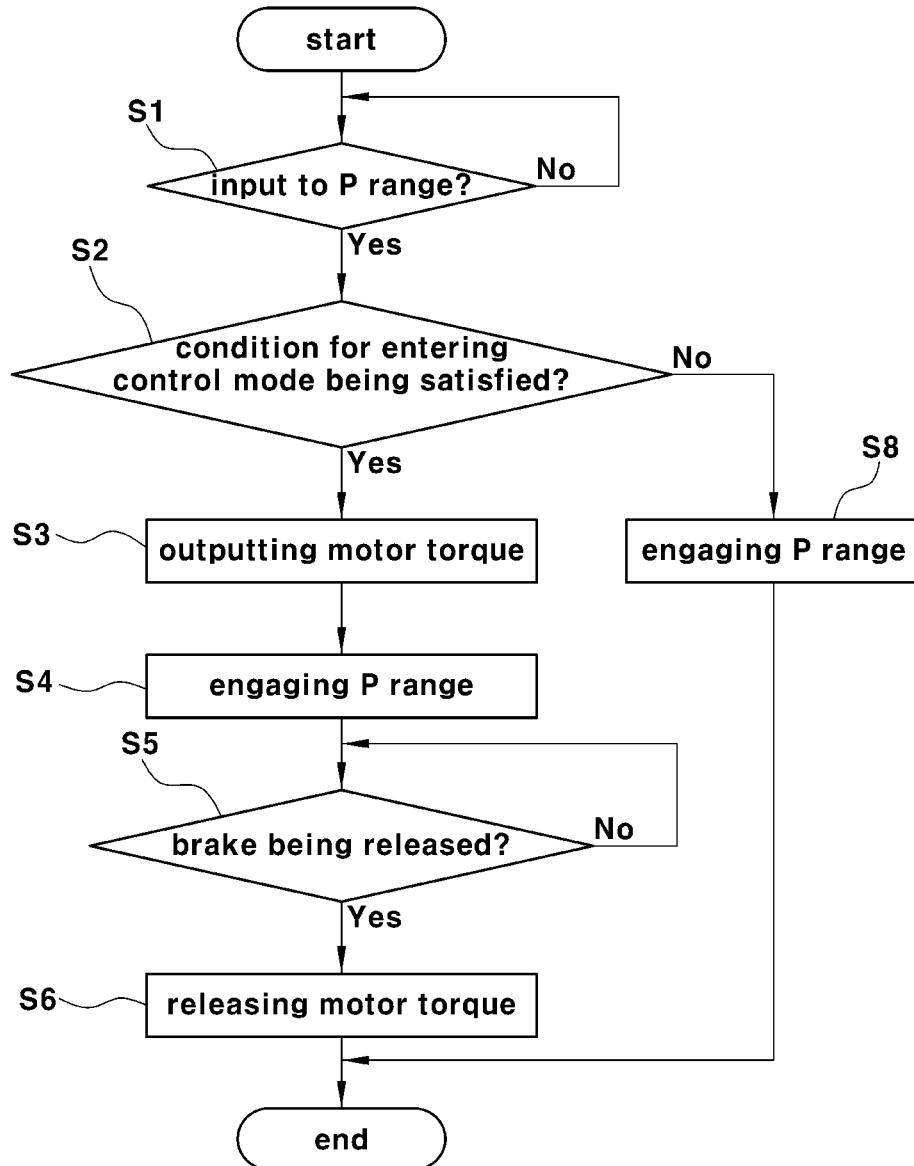 start
S1
input to P range?
No
Yes
S2
condition for entering
control mode being satisfied?
No
Yes
S8
S3
outputting motor torque
engaging P range
S4
engaging P range
S5
brake being released?
No
Yes
S6
releasing motor torque
end